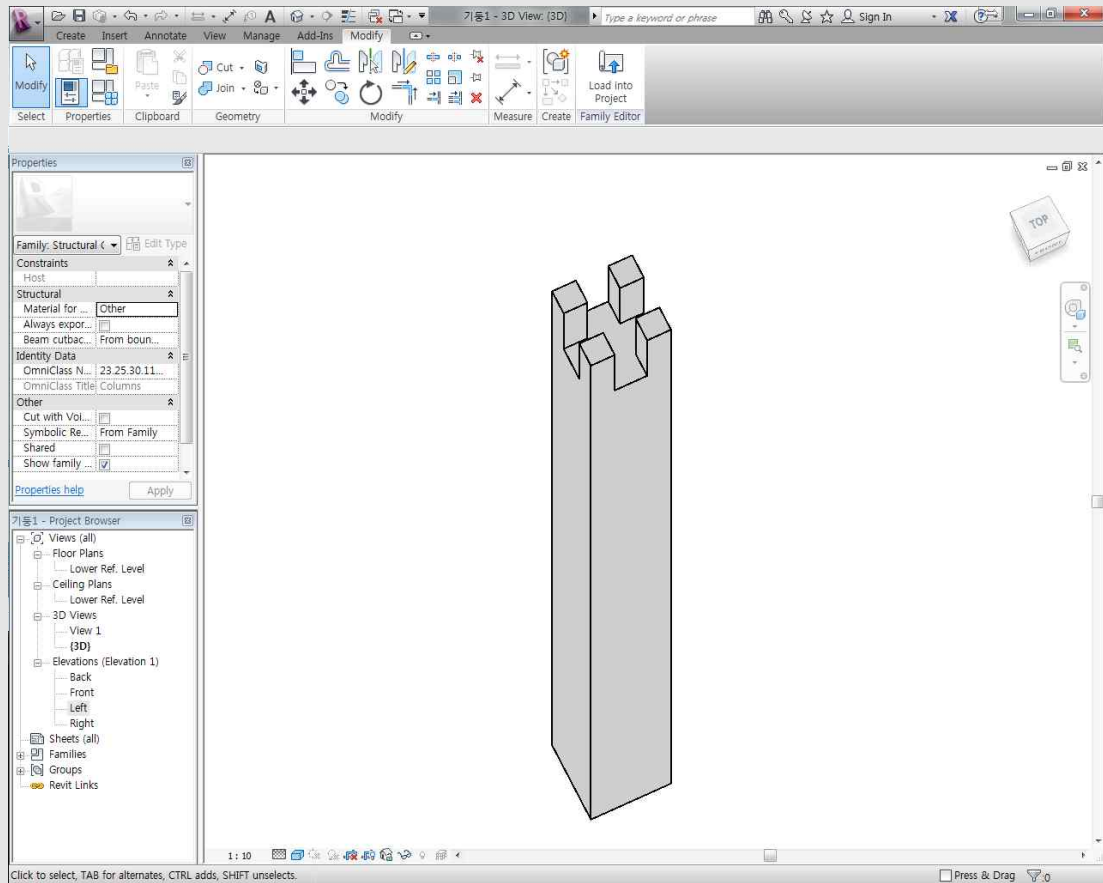 기둥1 - 3D View: {3D}
Type a keyword or phrase
Sign In
Create Insert Annotate View Manage Add-Ins Modify
Modify
Paste
Cut
Join
Load into
Project
Select Properties Clipboard Geometry Modify Measure Create Family Editor
Properties
Family: Structural C
Edit Type
Constraints
Host
Structural
Material for ... Other
Always expor...
Beam cutbac... From boun...
Identity Data
OmniClass N... 23.25.30.11...
OmniClass Title Columns
Other
Cut with Voi...
Symbolic Re... From Family
Shared
Show family ...
Properties help
Apply
TOP
기둥1 - Project Browser
Views (all)
Floor Plans
Lower Ref. Level
Ceiling Plans
Lower Ref. Level
3D Views
View 1
{3D}
Elevations (Elevation 1)
Back
Front
Left
Right
Sheets (all)
Families
Groups
Revit Links
1 : 10
Click to select, TAB for alternates, CTRL adds, SHIFT unselects.
Press & Drag
:0